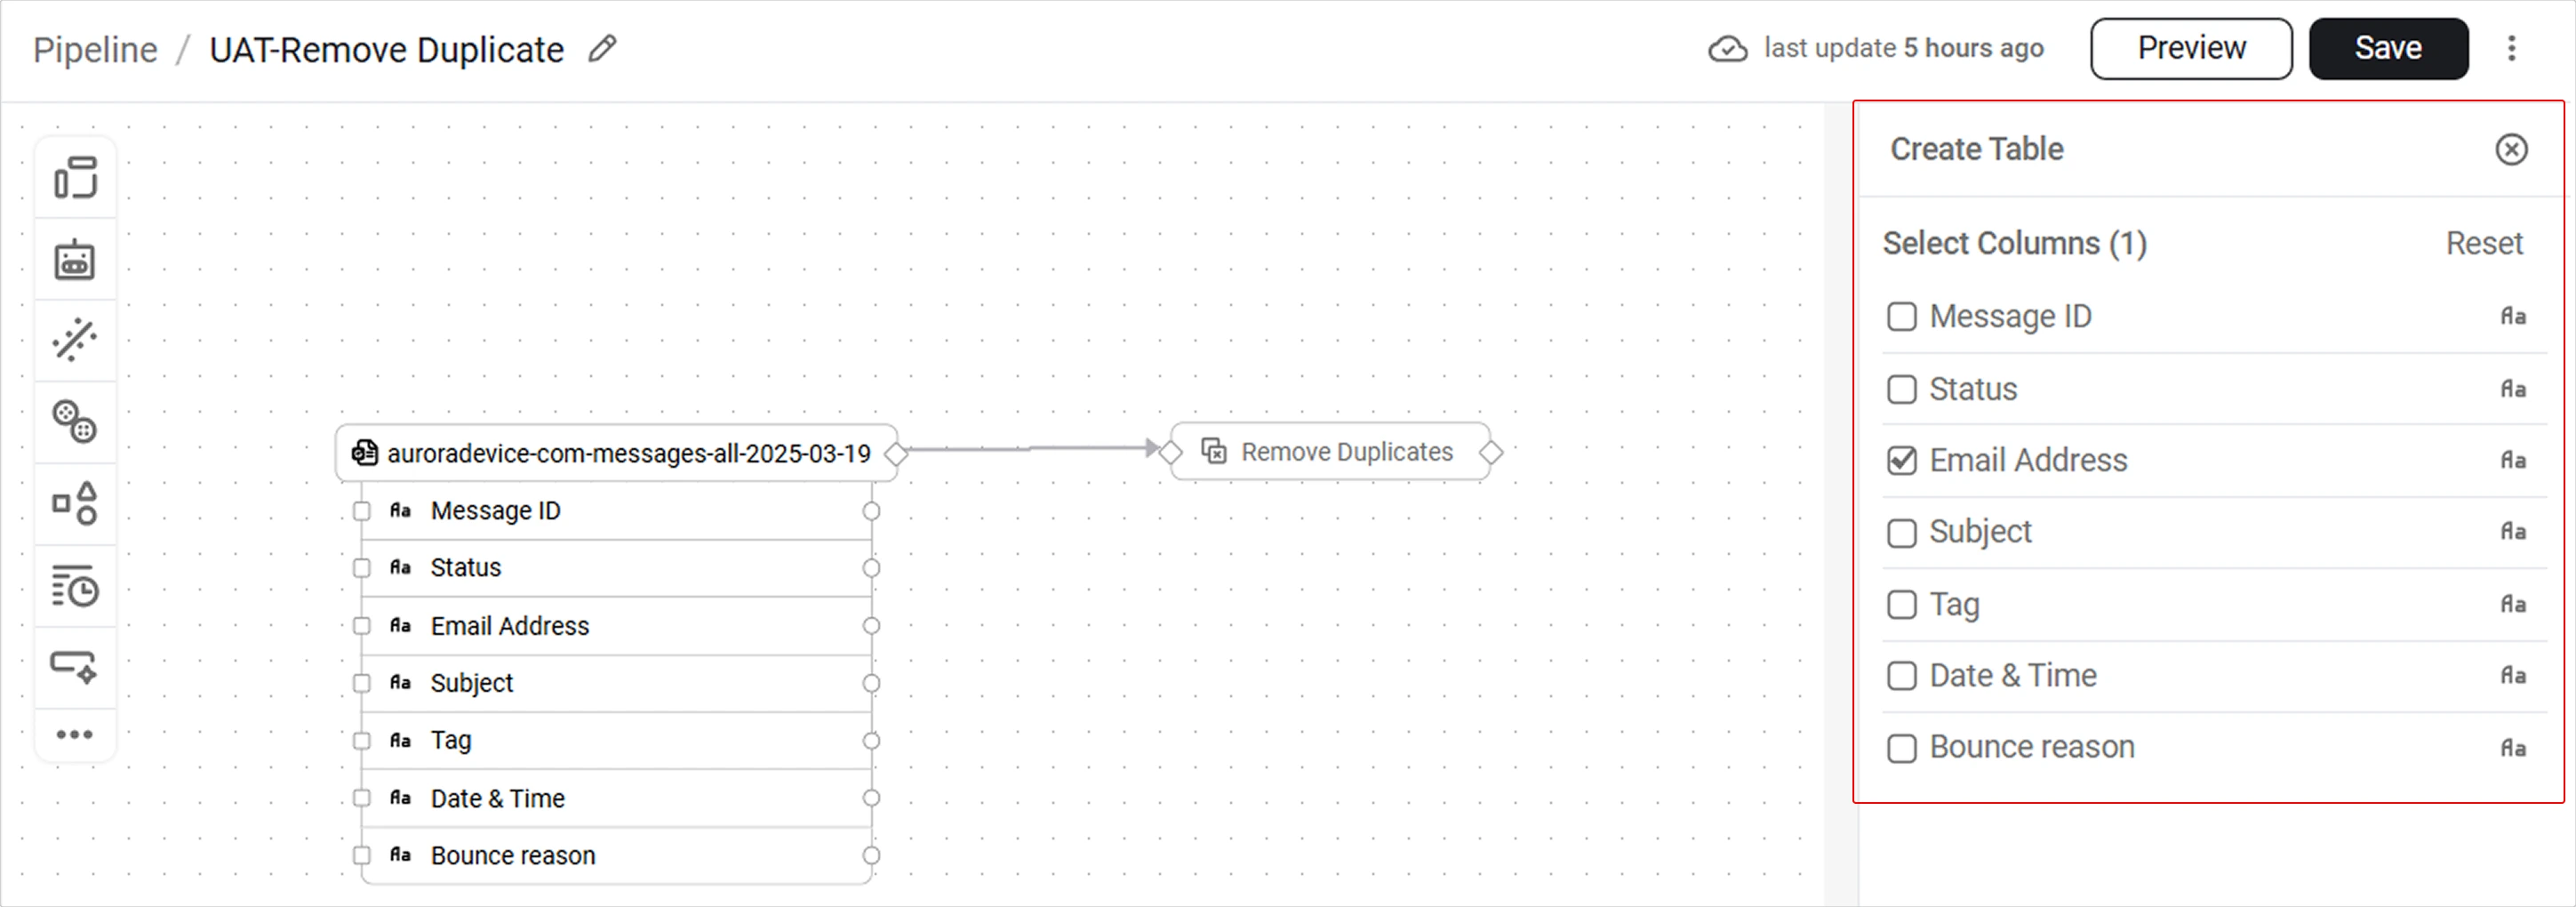 Pipeline / UAT-Remove Duplicate
last update 5 hours ago
Preview
Save
auroradevice-com-messages-all-2025-03-19
Aa Message ID
Aa Status
Aa Email Address
Aa Subject
Aa Tag
Aa Date & Time
Aa Bounce reason
Remove Duplicates
Create Table
Select Columns (1) Reset
Message ID Aa
Status Aa
Email Address Aa
Subject Aa
Tag Aa
Date & Time Aa
Bounce reason Aa